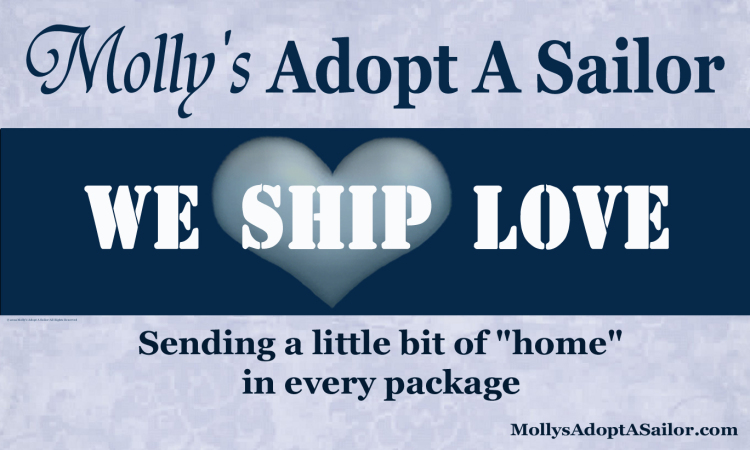 Molly's Adopt A Sailor
WE SHIP LOVE
Sending a little bit of "home"
in every package
MollysAdoptASailor.com